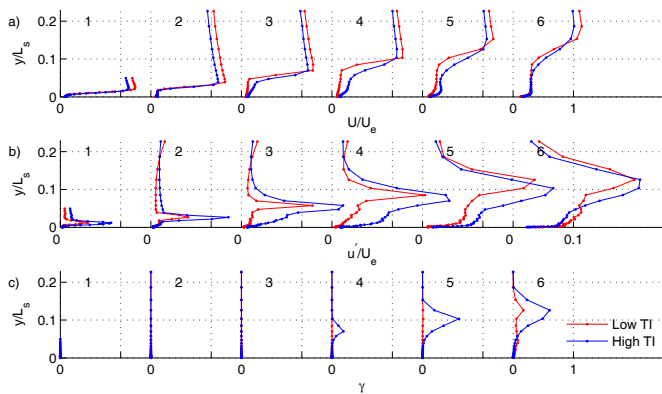 a) 1 2 3 4 5 6
y/Lₛ
0.2
0.1
0
0 0 0 0 0 0 1
U/Uₑ
b) 1 2 3 4 5 6
y/Lₛ
0.2
0.1
0
0 0 0 0 0 0 0.1
u′/Uₑ
c) 1 2 3 4 5 6
y/Lₛ
0.2
0.1
0
Low TI
High TI
0 0 0 0 0 0 1
γ